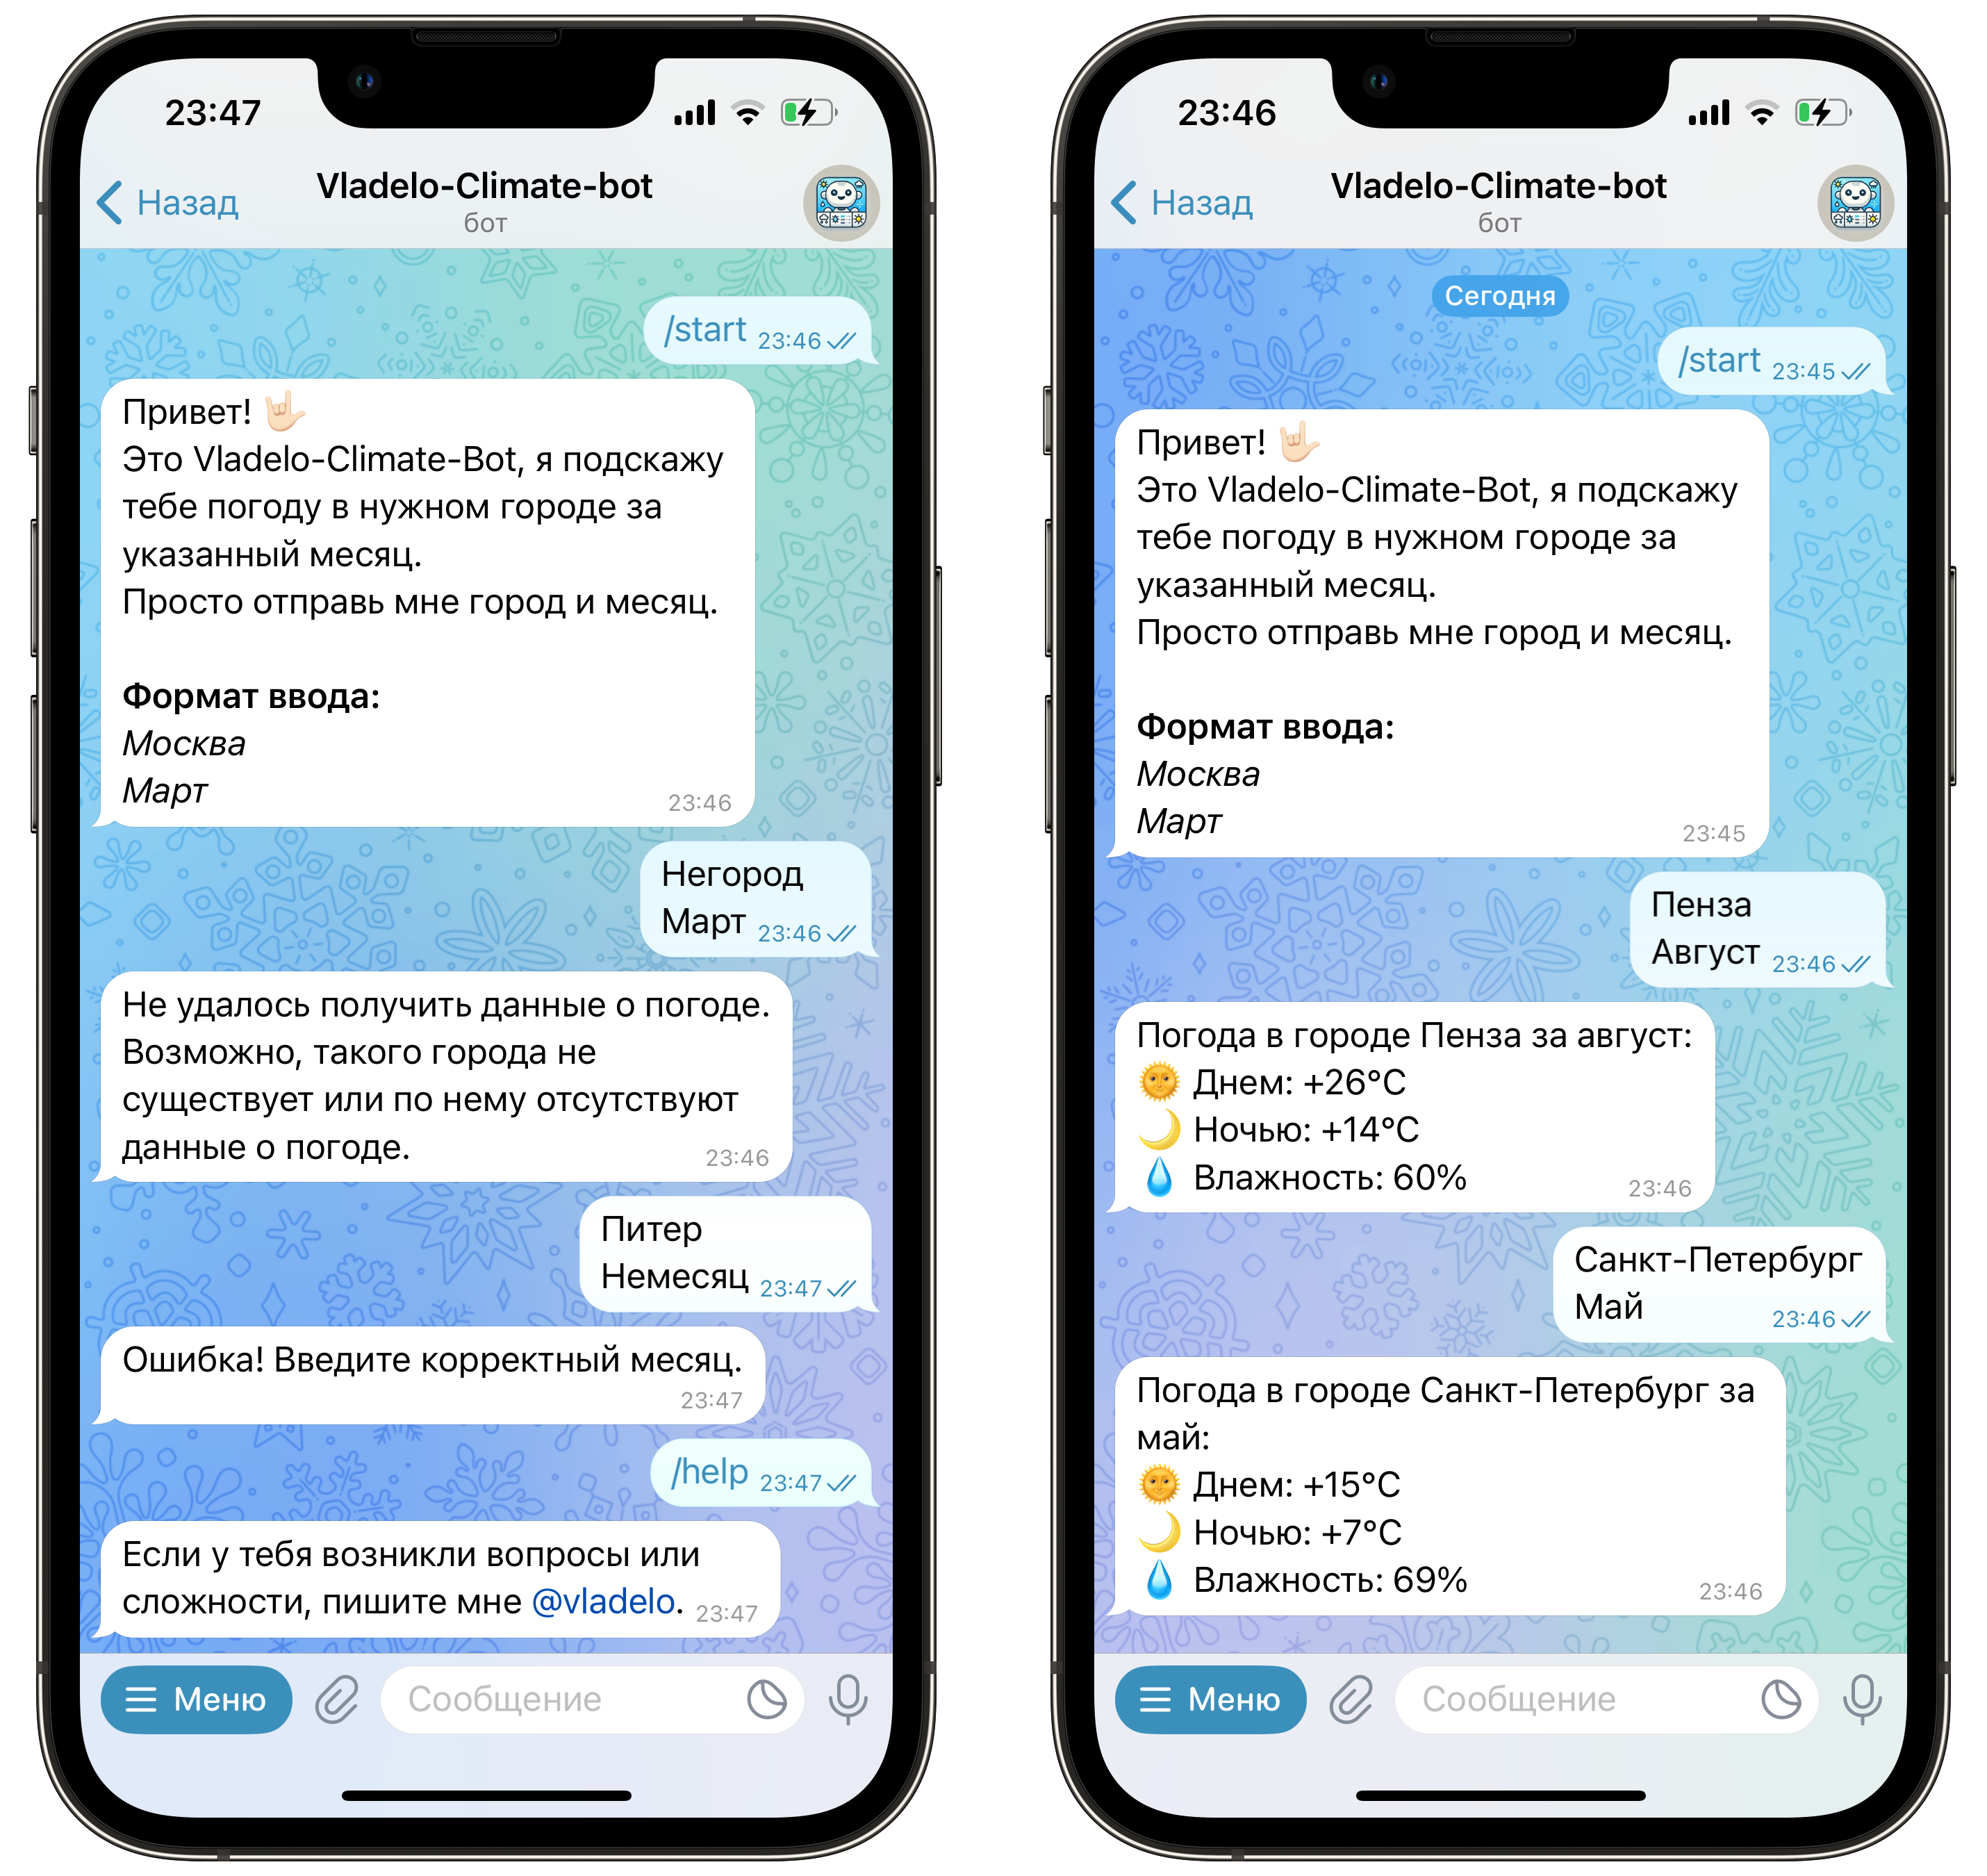 23:47
Назад
Vladelo-Climate-bot
бот
/start 23:46
Привет! 🤟🏻
Это Vladelo-Climate-Bot, я подскажу
тебе погоду в нужном городе за
указанный месяц.
Просто отправь мне город и месяц.
Формат ввода:
Москва
Март
23:46
Негород
Март 23:46
Не удалось получить данные о погоде.
Возможно, такого города не
существует или по нему отсутствуют
данные о погоде.
23:46
Питер
Немесяц 23:47
Ошибка! Введите корректный месяц.
23:47
/help 23:47
Если у тебя возникли вопросы или
сложности, пишите мне @vladelo. 23:47
Меню
Сообщение
23:46
Назад
Vladelo-Climate-bot
бот
Сегодня
/start 23:45
Привет! 🤟🏻
Это Vladelo-Climate-Bot, я подскажу
тебе погоду в нужном городе за
указанный месяц.
Просто отправь мне город и месяц.
Формат ввода:
Москва
Март
23:45
Пенза
Август 23:46
Погода в городе Пенза за август:
🌞 Днем: +26°C
🌙 Ночью: +14°C
💧 Влажность: 60%
23:46
Санкт-Петербург
Май 23:46
Погода в городе Санкт-Петербург за
май:
🌞 Днем: +15°C
🌙 Ночью: +7°C
💧 Влажность: 69%
23:46
Меню
Сообщение